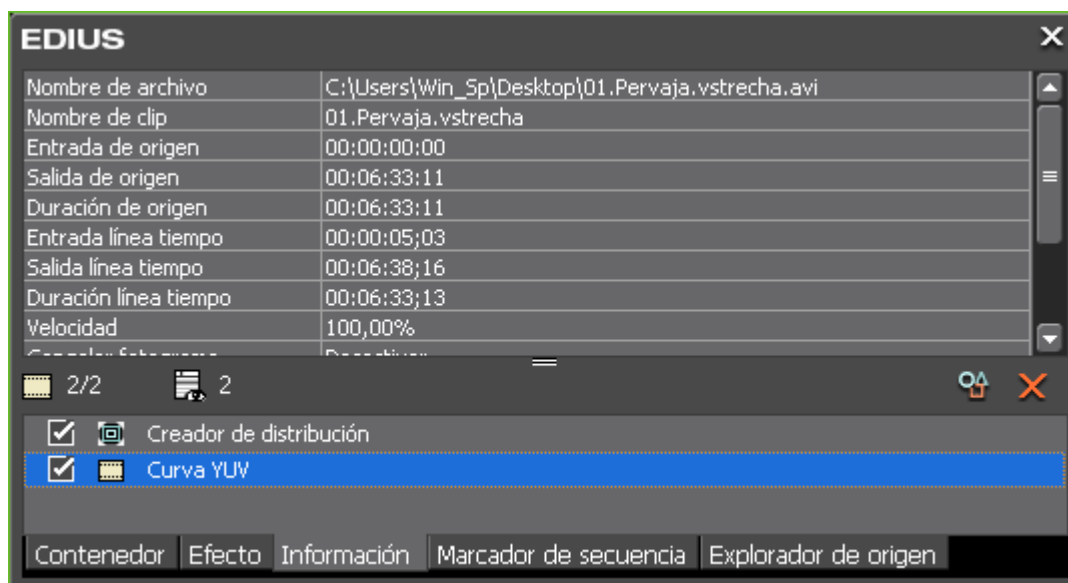 EDIUS
Nombre de archivo C:\Users\Win_Sp\Desktop\01.Pervaja.vstrecha.avi
Nombre de clip 01.Pervaja.vstrecha
Entrada de origen 00:00:00:00
Salida de origen 00:06:33:11
Duración de origen 00:06:33:11
Entrada línea tiempo 00:00:05;03
Salida línea tiempo 00:06:38;16
Duración línea tiempo 00:06:33;13
Velocidad 100,00%
2/2 2
Creador de distribución
Curva YUV
Contenedor Efecto Información Marcador de secuencia Explorador de origen